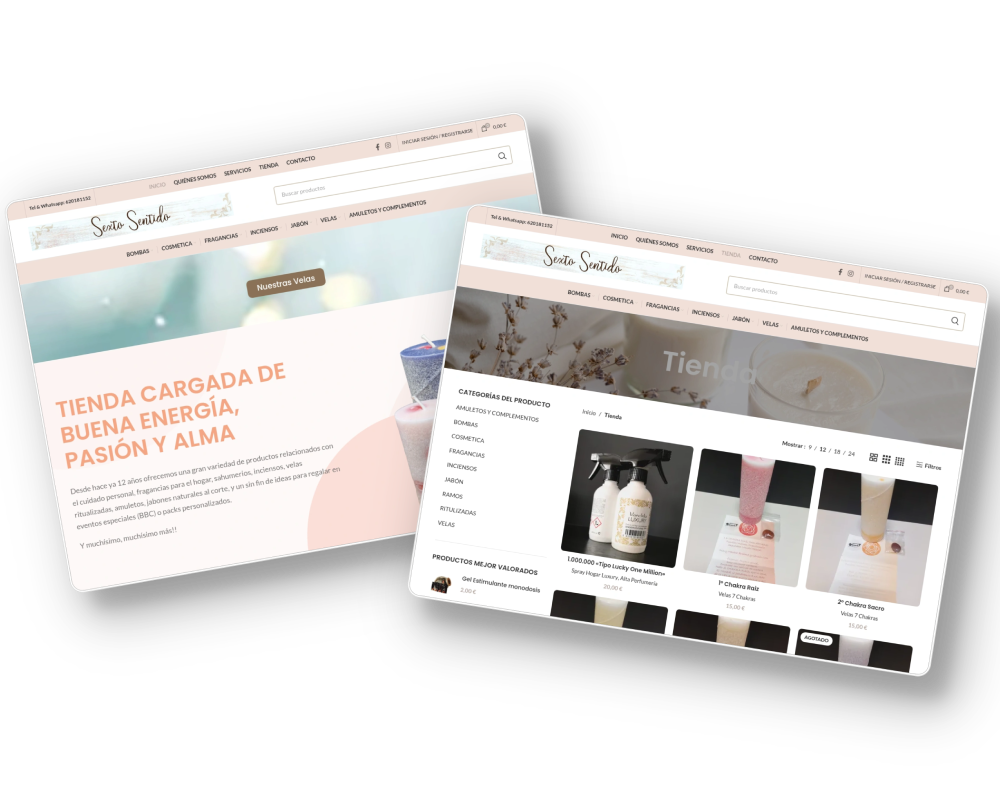 Tel & Whatsapp: 620181152
INICIO QUIÉNES SOMOS SERVICIOS TIENDA CONTACTO
INICIAR SESIÓN / REGISTRARSE 0 0,00 €
Sexto Sentido
Buscar productos
BOMBAS COSMETICA FRAGANCIAS INCIENSOS JABÓN VELAS AMULETOS Y COMPLEMENTOS
Nuestras Velas
TIENDA CARGADA DE
BUENA ENERGÍA,
PASIÓN Y ALMA
Desde hace ya 12 años ofrecemos una gran variedad de productos relacionados con
el cuidado personal, fragancias para el hogar, sahumerios, inciensos, velas
ritualizadas, amuletos, jabones naturales al corte. y un sin fin de ideas para regalar en
eventos especiales (BBC) o packs personalizados.
Y muchisimo, muchisimo más!!
Tel & Whatsapp: 620181152
INICIO QUIÉNES SOMOS SERVICIOS TIENDA CONTACTO
INICIAR SESIÓN / REGISTRARSE 0 0,00 €
Sexto Sentido
Buscar productos
BOMBAS COSMETICA FRAGANCIAS INCIENSOS JABÓN VELAS AMULETOS Y COMPLEMENTOS
Tienda
CATEGORÍAS DEL PRODUCTO
AMULETOS Y COMPLEMENTOS
BOMBAS
COSMETICA
FRAGANCIAS
INCIENSOS
JABÓN
RAMOS
RITULIZADAS
VELAS
PRODUCTOS MEJOR VALORADOS
Gel Estimulante monodosis
2,00 €
Inicio / Tienda
Mostrar : 9 / 12 / 18 / 24
Filtros
1.000.000 «Tipo Lucky One Million»
Spray Hogar Luxury, Alta Perfumería
20,00 €
1º Chakra Raiz
Velas 7 Chakras
15,00 €
2º Chakra Sacro
Velas 7 Chakras
15,00 €
AGOTADO